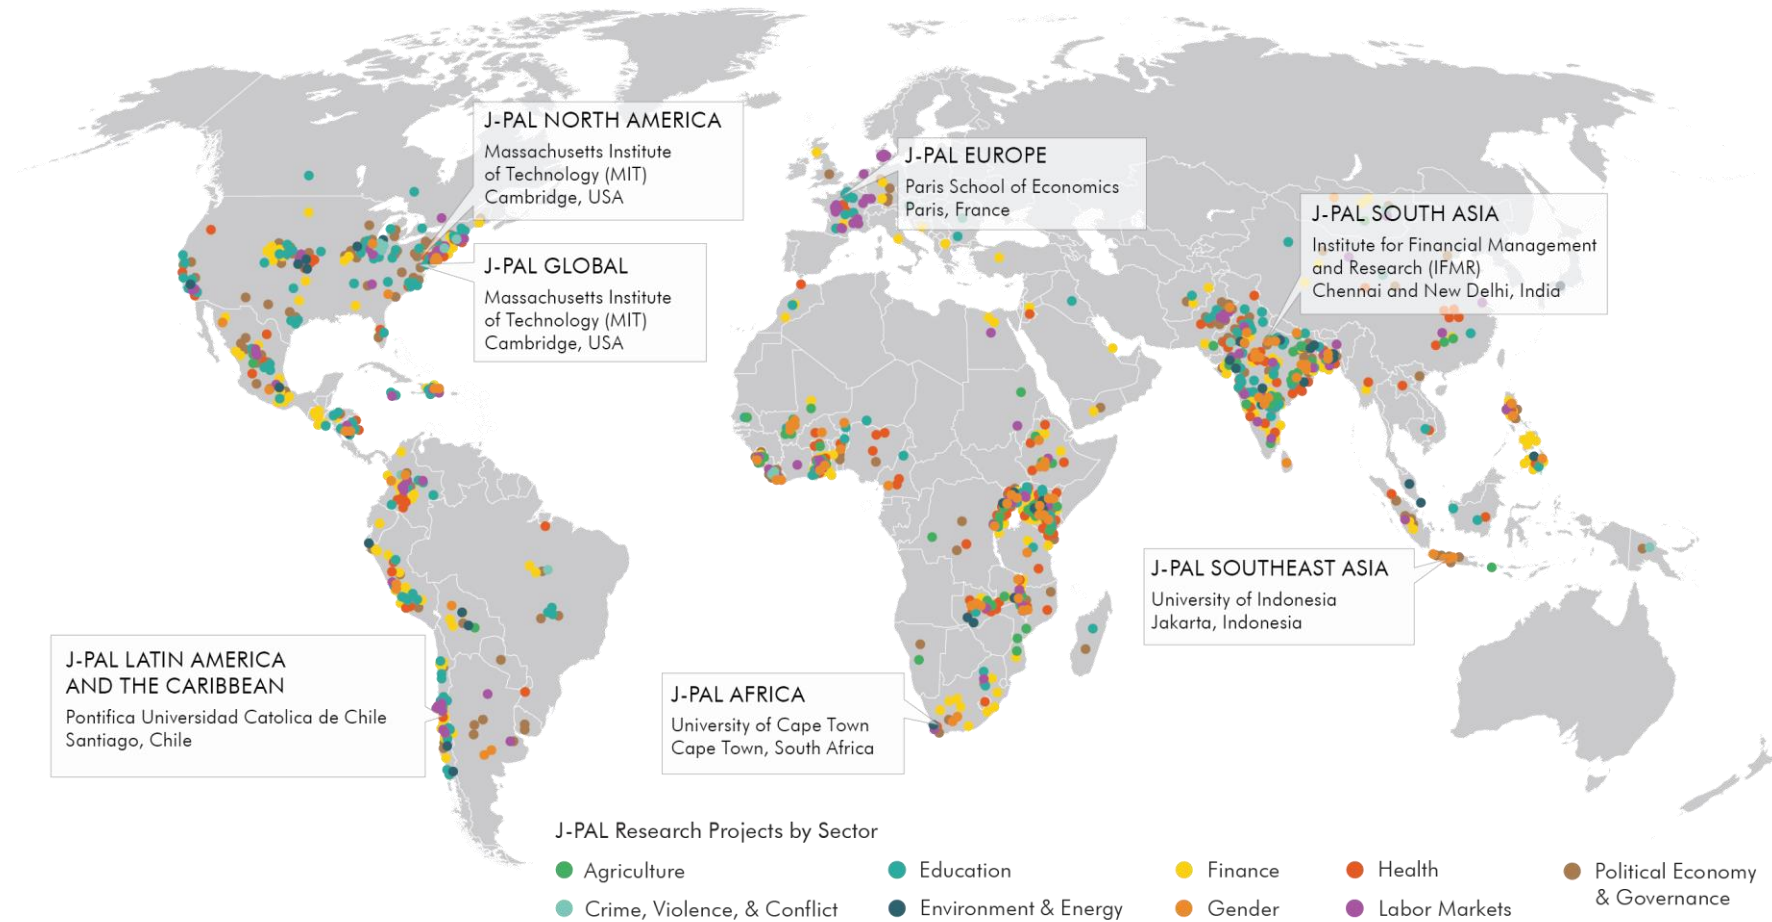 J-PAL NORTH AMERICA
Massachusetts Institute
of Technology (MIT)
Cambridge, USA
J-PAL EUROPE
Paris School of Economics
Paris, France
J-PAL SOUTH ASIA
Institute for Financial Management
and Research (IFMR)
Chennai and New Delhi, India
J-PAL GLOBAL
Massachusetts Institute
of Technology (MIT)
Cambridge, USA
J-PAL SOUTHEAST ASIA
University of Indonesia
Jakarta, Indonesia
J-PAL LATIN AMERICA
AND THE CARIBBEAN
Pontifica Universidad Catolica de Chile
Santiago, Chile
J-PAL AFRICA
University of Cape Town
Cape Town, South Africa
J-PAL Research Projects by Sector
Agriculture
Education
Finance
Health
Political Economy
& Governance
Crime, Violence, & Conflict
Environment & Energy
Gender
Labor Markets